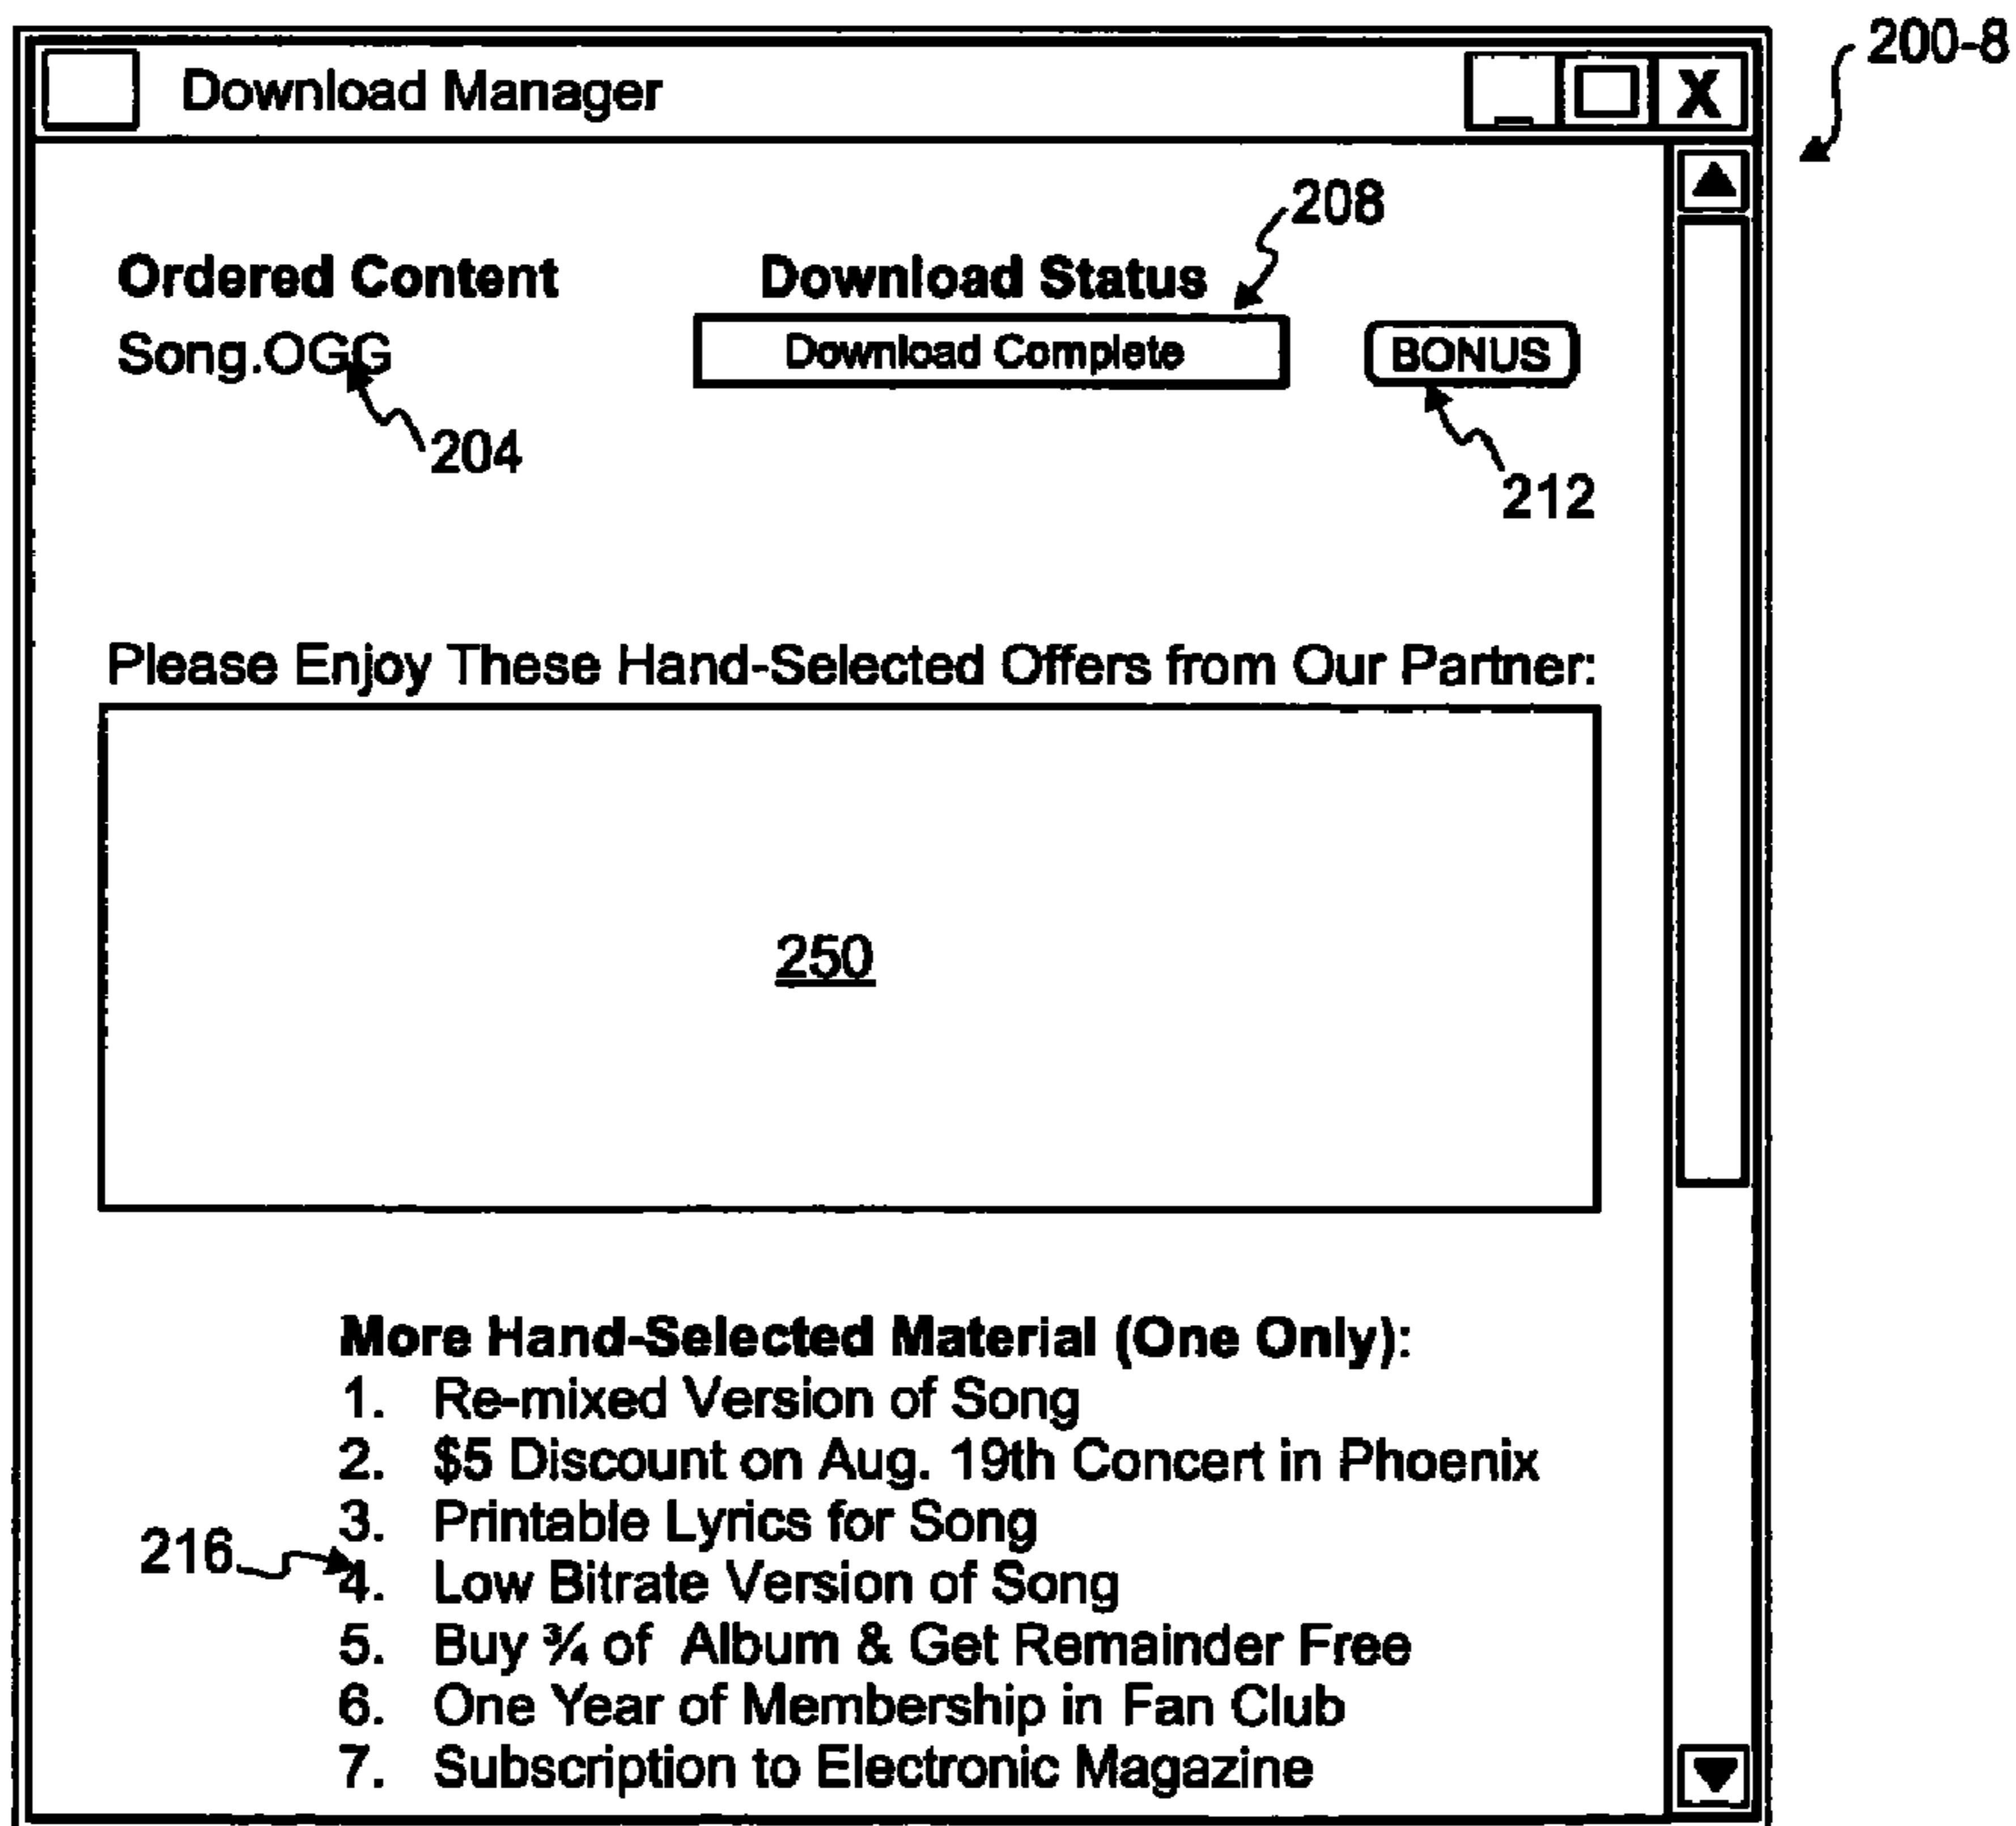 200-8
Download Manager
X
208
Ordered Content Download Status
Song.OGG Download Complete BONUS
204
212
Please Enjoy These Hand-Selected Offers from Our Partner:
250
More Hand-Selected Material (One Only):
1. Re-mixed Version of Song
2. $5 Discount on Aug. 19th Concert in Phoenix
3. Printable Lyrics for Song
216
4. Low Bitrate Version of Song
5. Buy ¾ of Album & Get Remainder Free
6. One Year of Membership in Fan Club
7. Subscription to Electronic Magazine